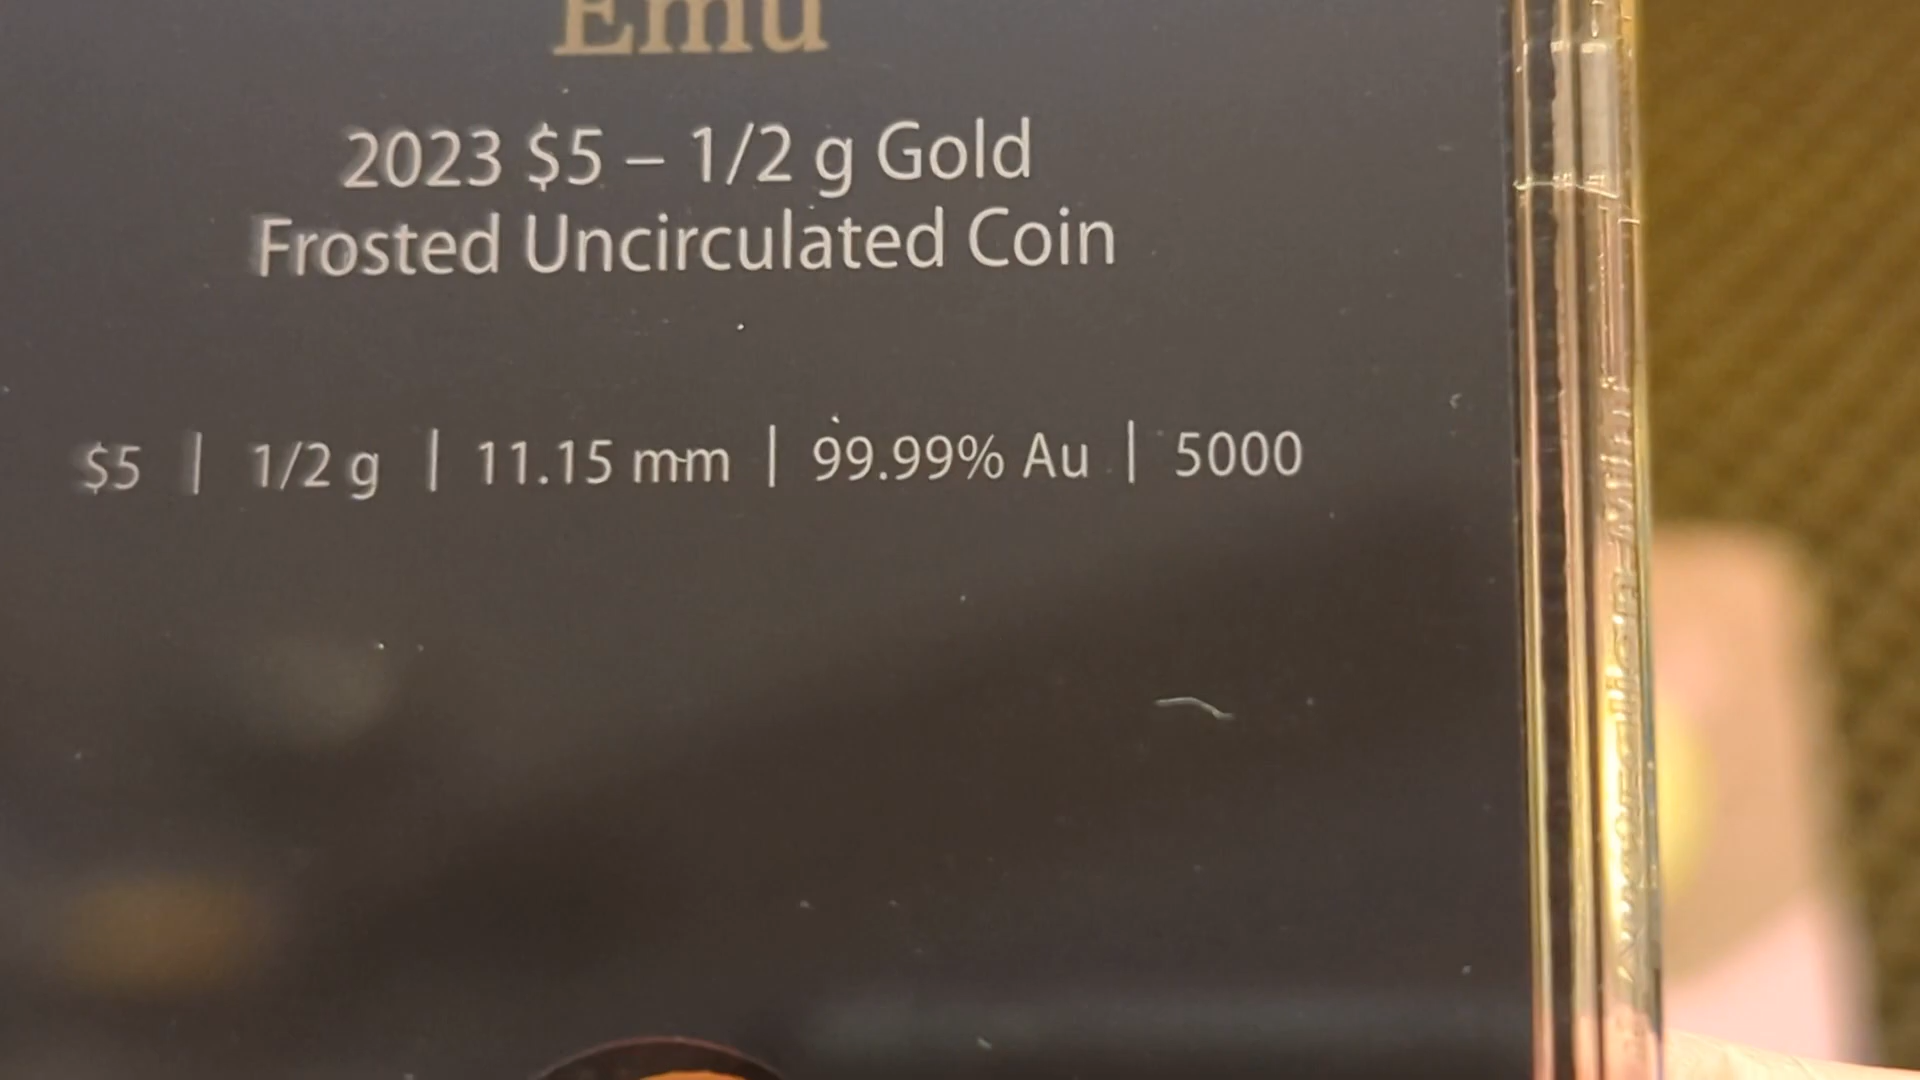 Emu
2023 $5 – 1/2 g Gold
Frosted Uncirculated Coin
$5 | 1/2 g | 11.15 mm | 99.99% Au | 5000